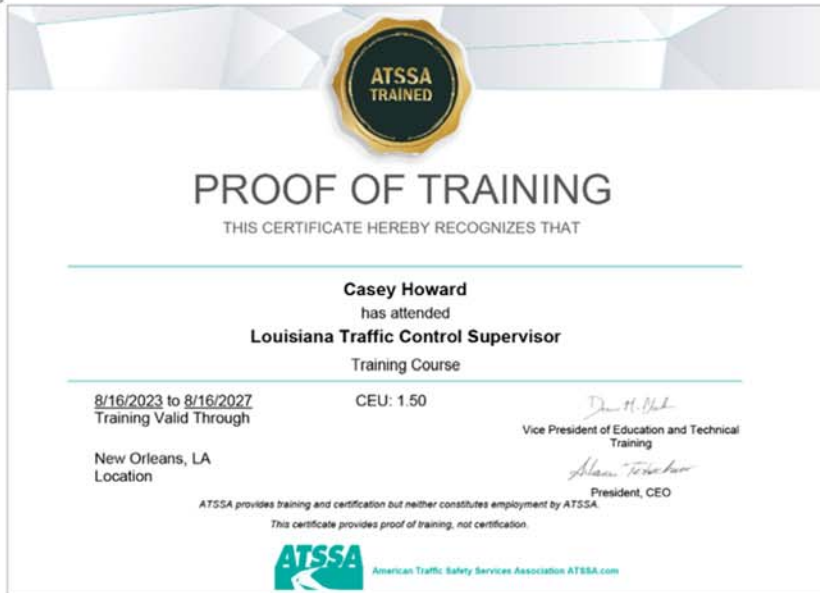 ATSSA
TRAINED
PROOF OF TRAINING
THIS CERTIFICATE HEREBY RECOGNIZES THAT
Casey Howard
has attended
Louisiana Traffic Control Supervisor
Training Course
8/16/2023 to 8/16/2027
Training Valid Through
CEU: 1.50
Vice President of Education and Technical
Training
New Orleans, LA
Location
President, CEO
ATSSA provides training and certification but neither constitutes employment by ATSSA.
This certificate provides proof of training, not certification.
ATSSA
American Traffic Safety Services Association ATSSA.com